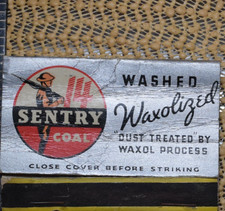 SENTRY
COAL
WASHED
Waxolized
"DUST TREATED BY
WAXOL PROCESS
CLOSE COVER BEFORE STRIKING